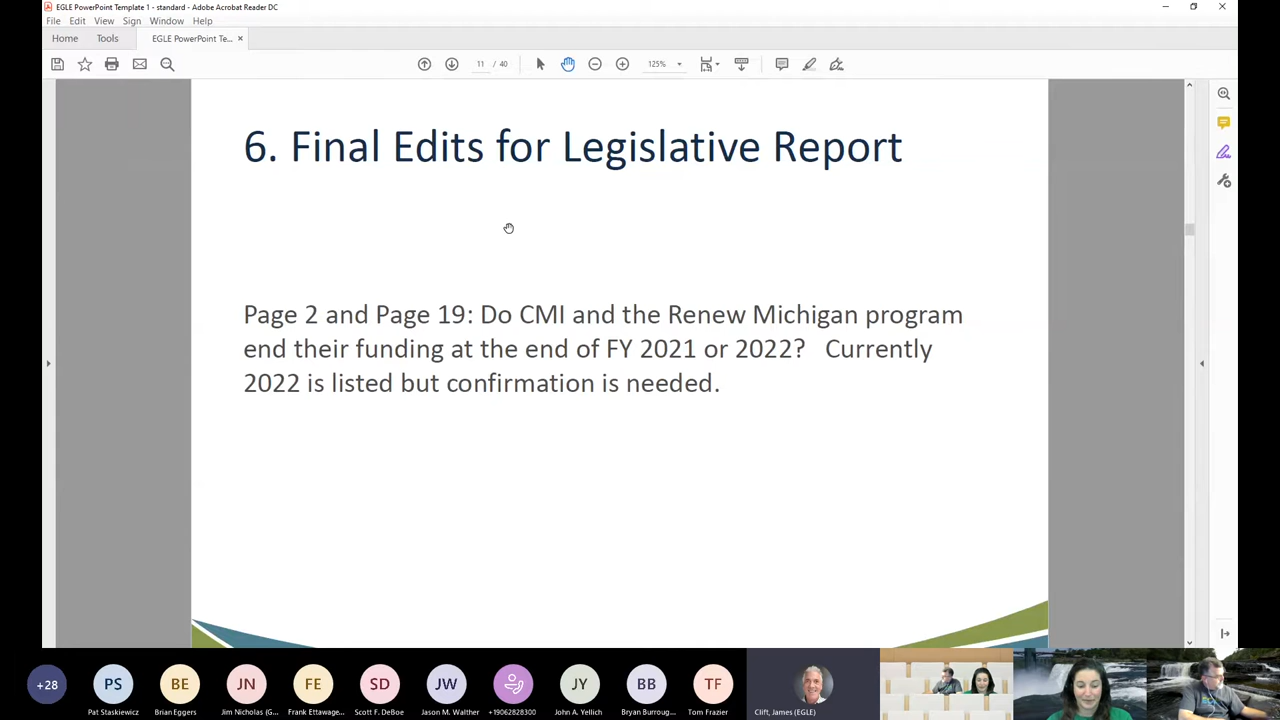 EGLE PowerPoint Template 1 - standard - Adobe Acrobat Reader DC
File Edit View Sign Window Help
Home Tools EGLE PowerPoint Te... ×
11 / 40 125%
6. Final Edits for Legislative Report
Page 2 and Page 19: Do CMI and the Renew Michigan program
end their funding at the end of FY 2021 or 2022? Currently
2022 is listed but confirmation is needed.
+28 PS BE JN FE SD JW JY BB TF
Pat Staskiewicz Brian Eggers Jim Nicholas (G... Frank Ettawage... Scott F. DeBoe Jason M. Walther +19062828300 John A. Yellich Bryan Burroug... Tom Frazier Clift, James (EGLE)